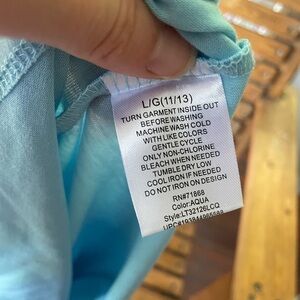 L/G(11/13)
TURN GARMENT INSIDE OUT
BEFORE WASHING
MACHINE WASH COLD
WITH LIKE COLORS
GENTLE CYCLE
ONLY NON-CHLORINE
BLEACH WHEN NEEDED
TUMBLE DRY LOW
COOL IRON IF NEEDED
DO NOT IRON ON DESIGN
RN#71868
Color:AQUA
Style:LT32126LCQ